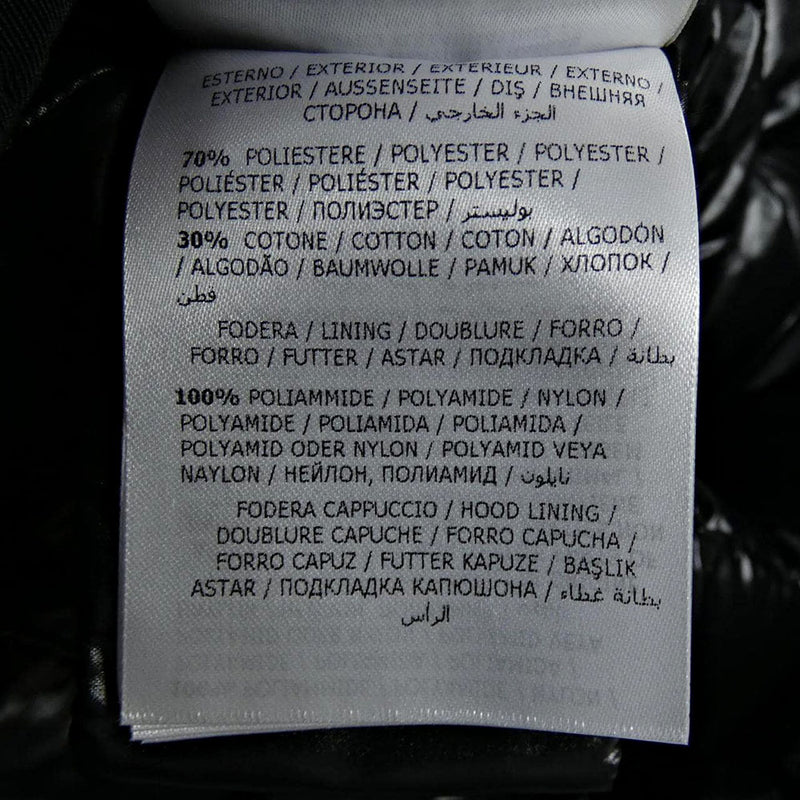 ESTERNO / EXTERIOR / EXTERIEUR / EXTERNO /
EXTERIOR / AUSSENSEITE / DIŞ / ВНЕШНЯЯ
СТОРОНА / الجزء الخارجي
70% POLIESTERE / POLYESTER / POLYESTER /
POLIÉSTER / POLIÉSTER / POLYESTER /
POLYESTER / ПОЛИЭСТЕР / بوليستر
30% COTONE / COTTON / COTON / ALGODÓN
/ ALGODÃO / BAUMWOLLE / PAMUK / ХЛОПОК /
قطن
FODERA / LINING / DOUBLURE / FORRO /
FORRO / FUTTER / ASTAR / ПОДКЛАДКА / بطانة
100% POLIAMMIDE / POLYAMIDE / NYLON /
POLYAMIDE / POLIAMIDA / POLIAMIDA /
POLYAMID ODER NYLON / POLYAMID VEYA
NAYLON / НЕЙЛОН, ПОЛИАМИД / نايلون
FODERA CAPPUCCIO / HOOD LINING /
DOUBLURE CAPUCHE / FORRO CAPUCHA /
FORRO CAPUZ / FUTTER KAPUZE / BAŞLIK
ASTAR / ПОДКЛАДКА КАПЮШОНА / بطانة غطاء
الرأس